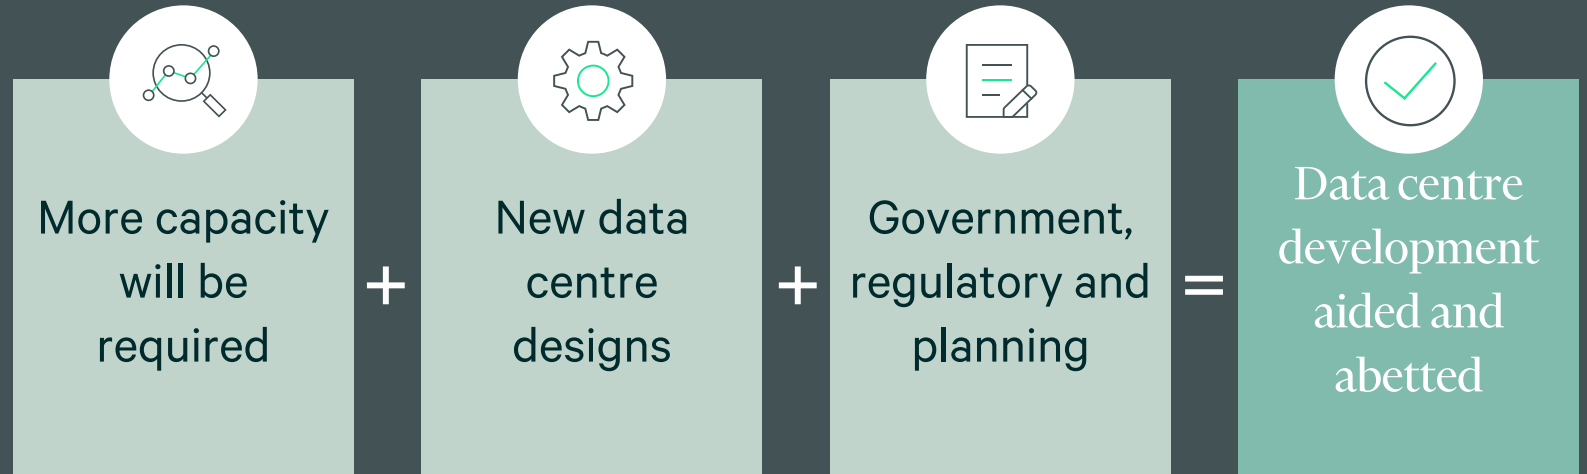 More capacity
will be
required
+
New data
centre
designs
+
Government,
regulatory and
planning
=
Data centre
development
aided and
abetted